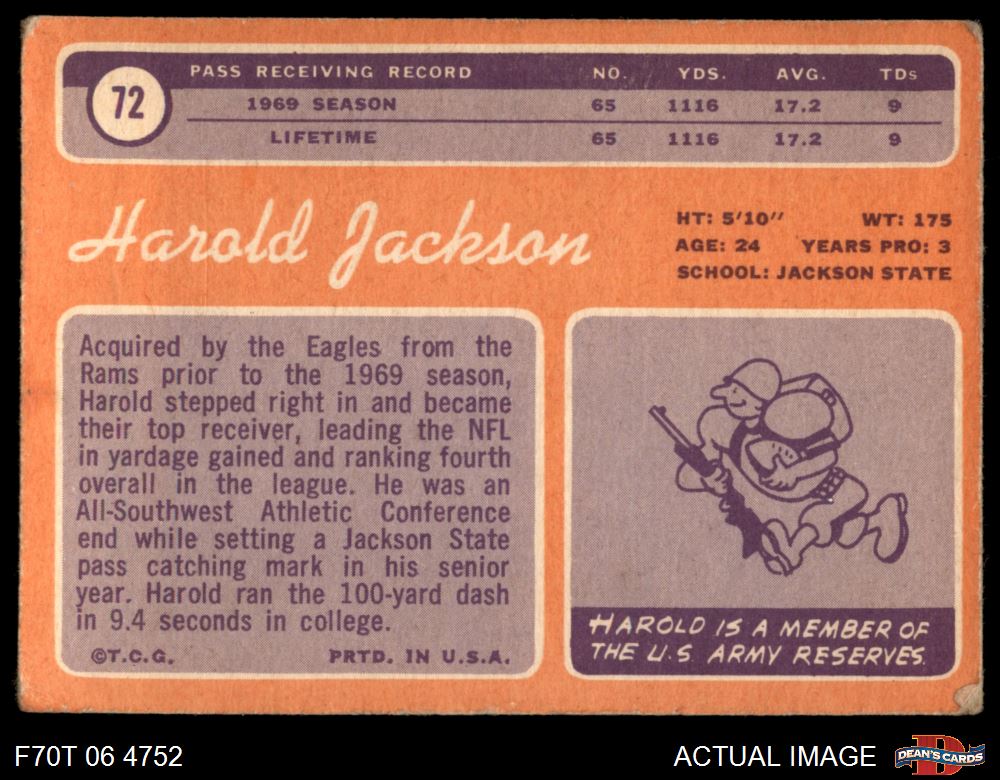 72
PASS RECEIVING RECORD NO. YDS. AVG. TDs
1969 SEASON 65 1116 17.2 9
LIFETIME 65 1116 17.2 9
Harold Jackson
HT: 5'10" WT: 175
AGE: 24 YEARS PRO: 3
SCHOOL: JACKSON STATE
Acquired by the Eagles from the
Rams prior to the 1969 season,
Harold stepped right in and became
their top receiver, leading the NFL
in yardage gained and ranking fourth
overall in the league. He was an
All-Southwest Athletic Conference
end while setting a Jackson State
pass catching mark in his senior
year. Harold ran the 100-yard dash
in 9.4 seconds in college.
©T.C.G. PRTD. IN U.S.A.
HAROLD IS A MEMBER OF
THE U.S. ARMY RESERVES.
F70T 06 4752
ACTUAL IMAGE
D
DEAN'S CARDS